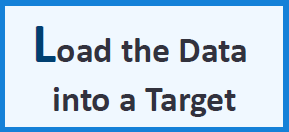 Load the Data
into a Target